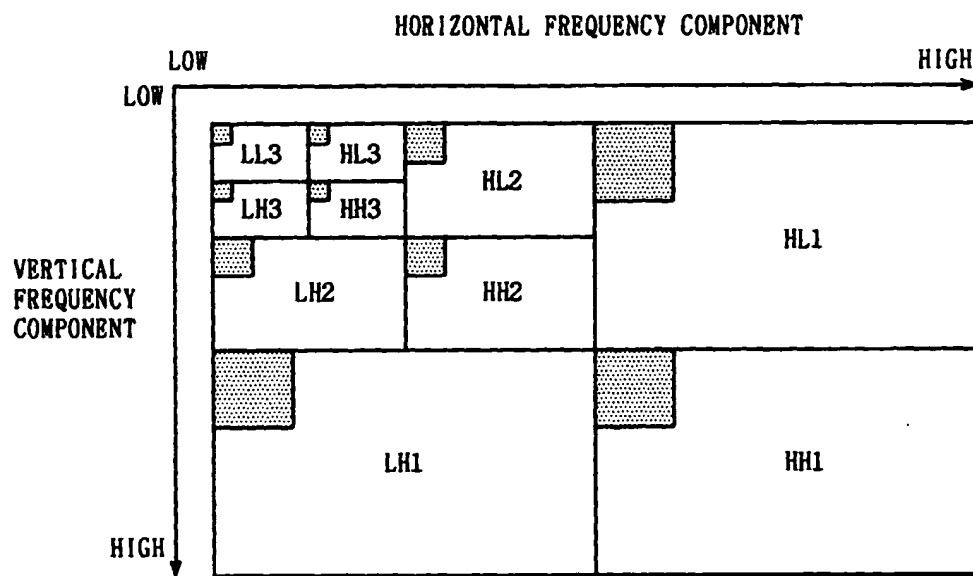 HORIZONTAL FREQUENCY COMPONENT
LOW
HIGH
LOW
LL3
HL3
HL2
LH3
HH3
HL1
VERTICAL
FREQUENCY
COMPONENT
LH2
HH2
LH1
HH1
HIGH